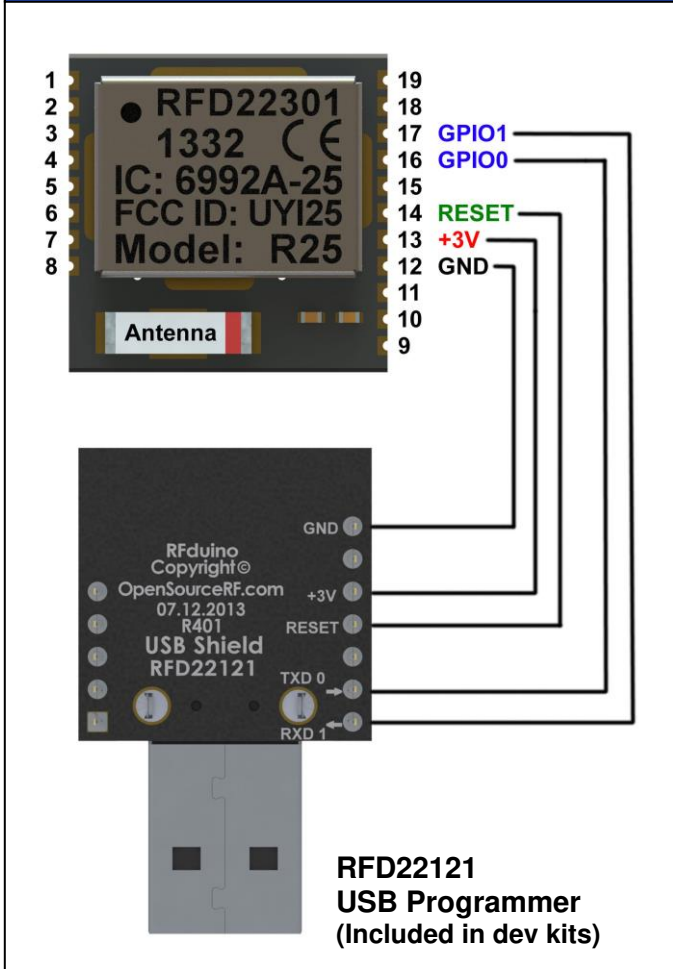 1
2
3
4
5
6
7
8
RFD22301
1332 CE
IC: 6992A-25
FCC ID: UYI25
Model: R25
Antenna
19
18
17 GPIO1
16 GPIO0
15
14 RESET
13 +3V
12 GND
11
10
9
RFduino
Copyright©
OpenSourceRF.com
07.12.2013
R401
USB Shield
RFD22121
GND
+3V
RESET
TXD 0
RXD 1
RFD22121
USB Programmer
(Included in dev kits)